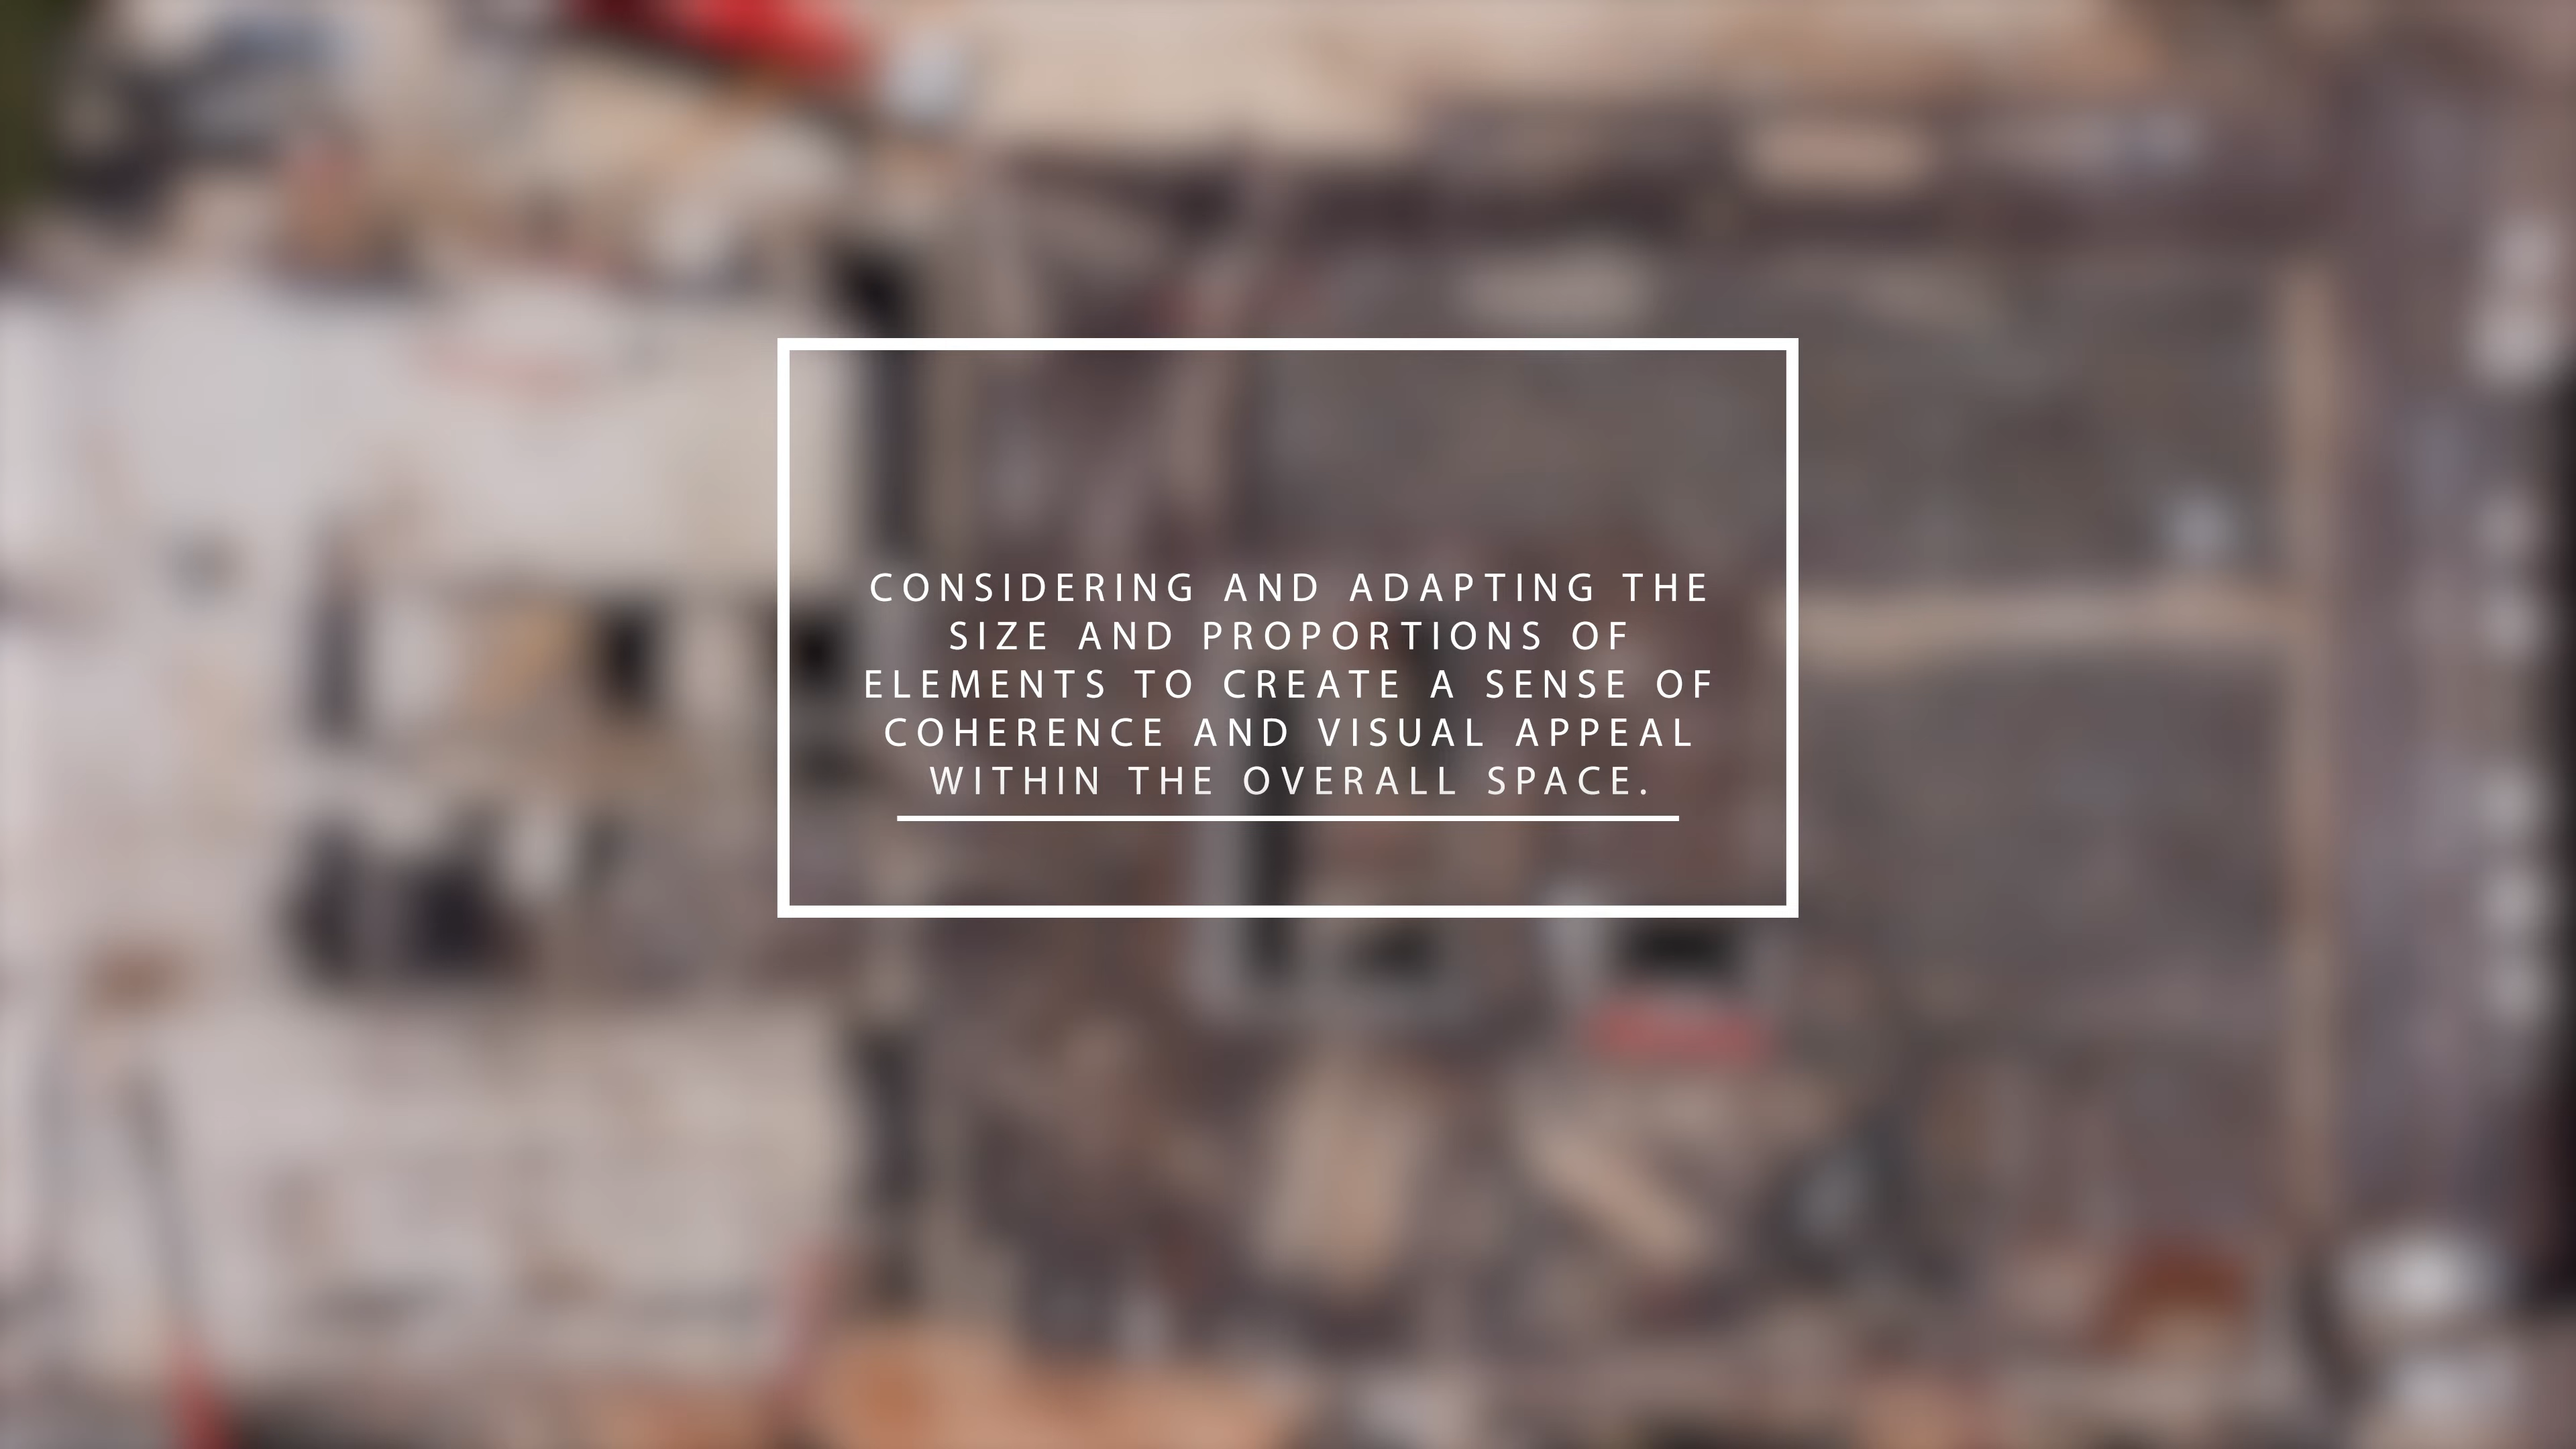 CONSIDERING AND ADAPTING THE
SIZE AND PROPORTIONS OF
ELEMENTS TO CREATE A SENSE OF
COHERENCE AND VISUAL APPEAL
WITHIN THE OVERALL SPACE.